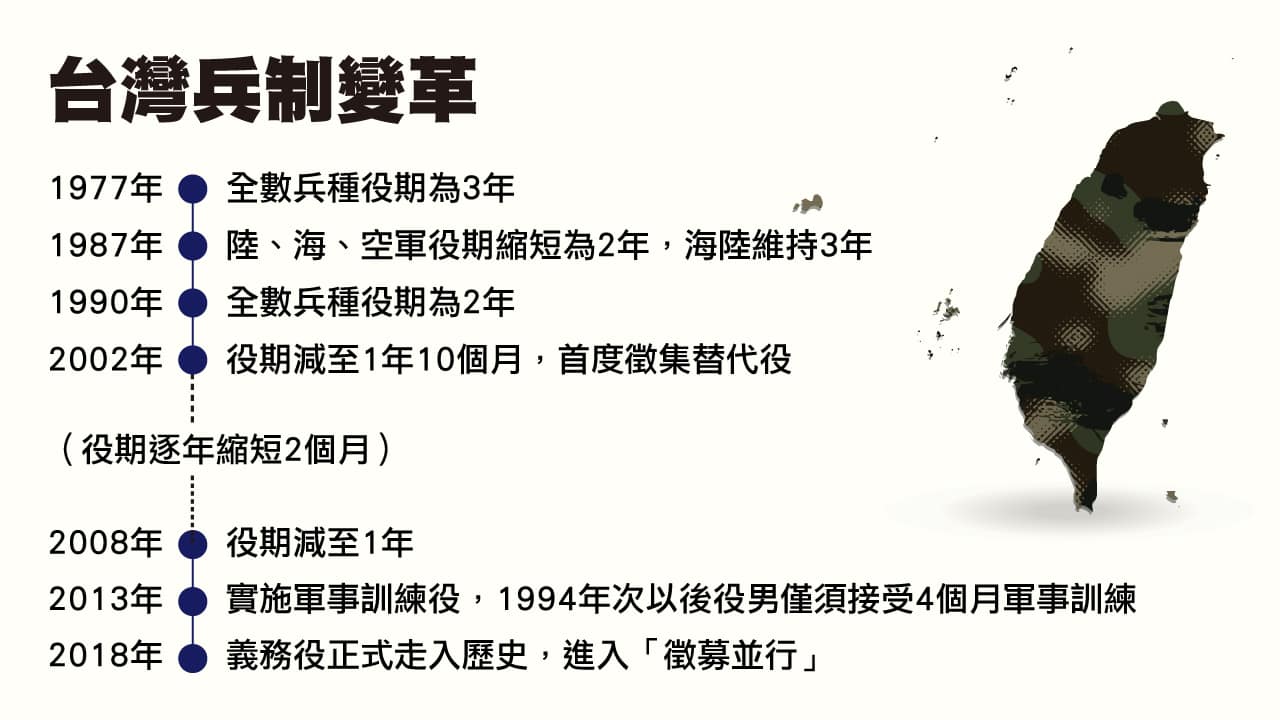 台灣兵制變革
1977年 全數兵種役期為3年
1987年 陸、海、空軍役期縮短為2年，海陸維持3年
1990年 全數兵種役期為2年
2002年 役期減至1年10個月，首度徵集替代役
（役期逐年縮短2個月）
2008年 役期減至1年
2013年 實施軍事訓練役，1994年次以後役男僅須接受4個月軍事訓練
2018年 義務役正式走入歷史，進入「徵募並行」